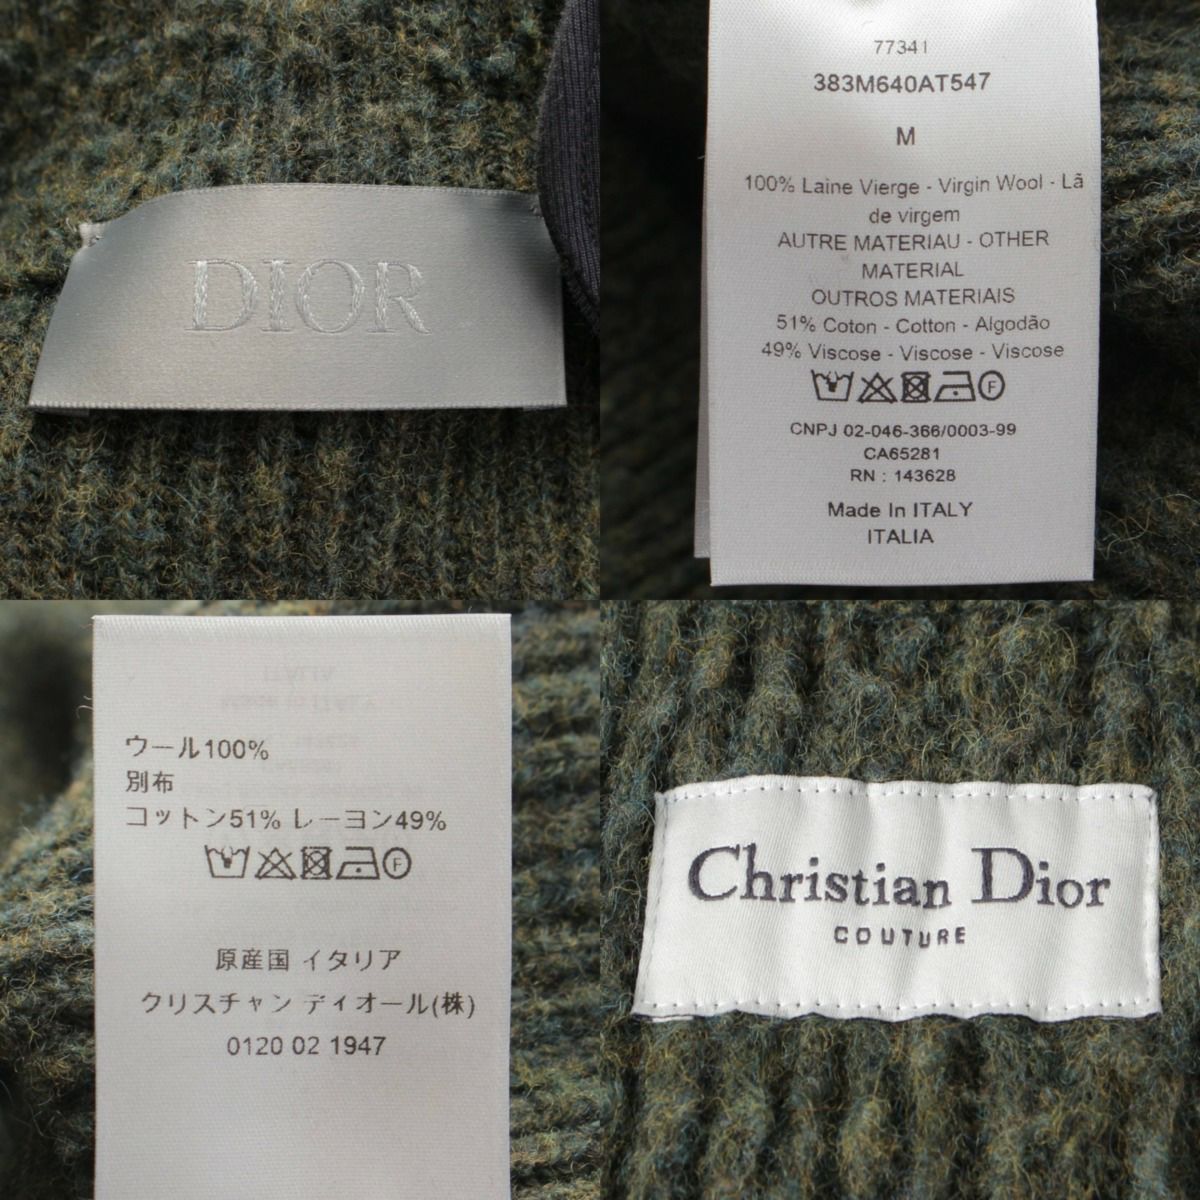 DIOR
77341
383M640AT547
M
100% Laine Vierge - Virgin Wool - Lã
de virgem
AUTRE MATERIAU - OTHER
MATERIAL
OUTROS MATERIAIS
51% Coton - Cotton - Algodão
49% Viscose - Viscose - Viscose
F
CNPJ 02-046-366/0003-99
CA65281
RN : 143628
Made In ITALY
ITALIA
ウール100%
別布
コットン51% レーヨン49%
F
原産国 イタリア
クリスチャン ディオール(株)
0120 02 1947
Christian Dior
COUTURE